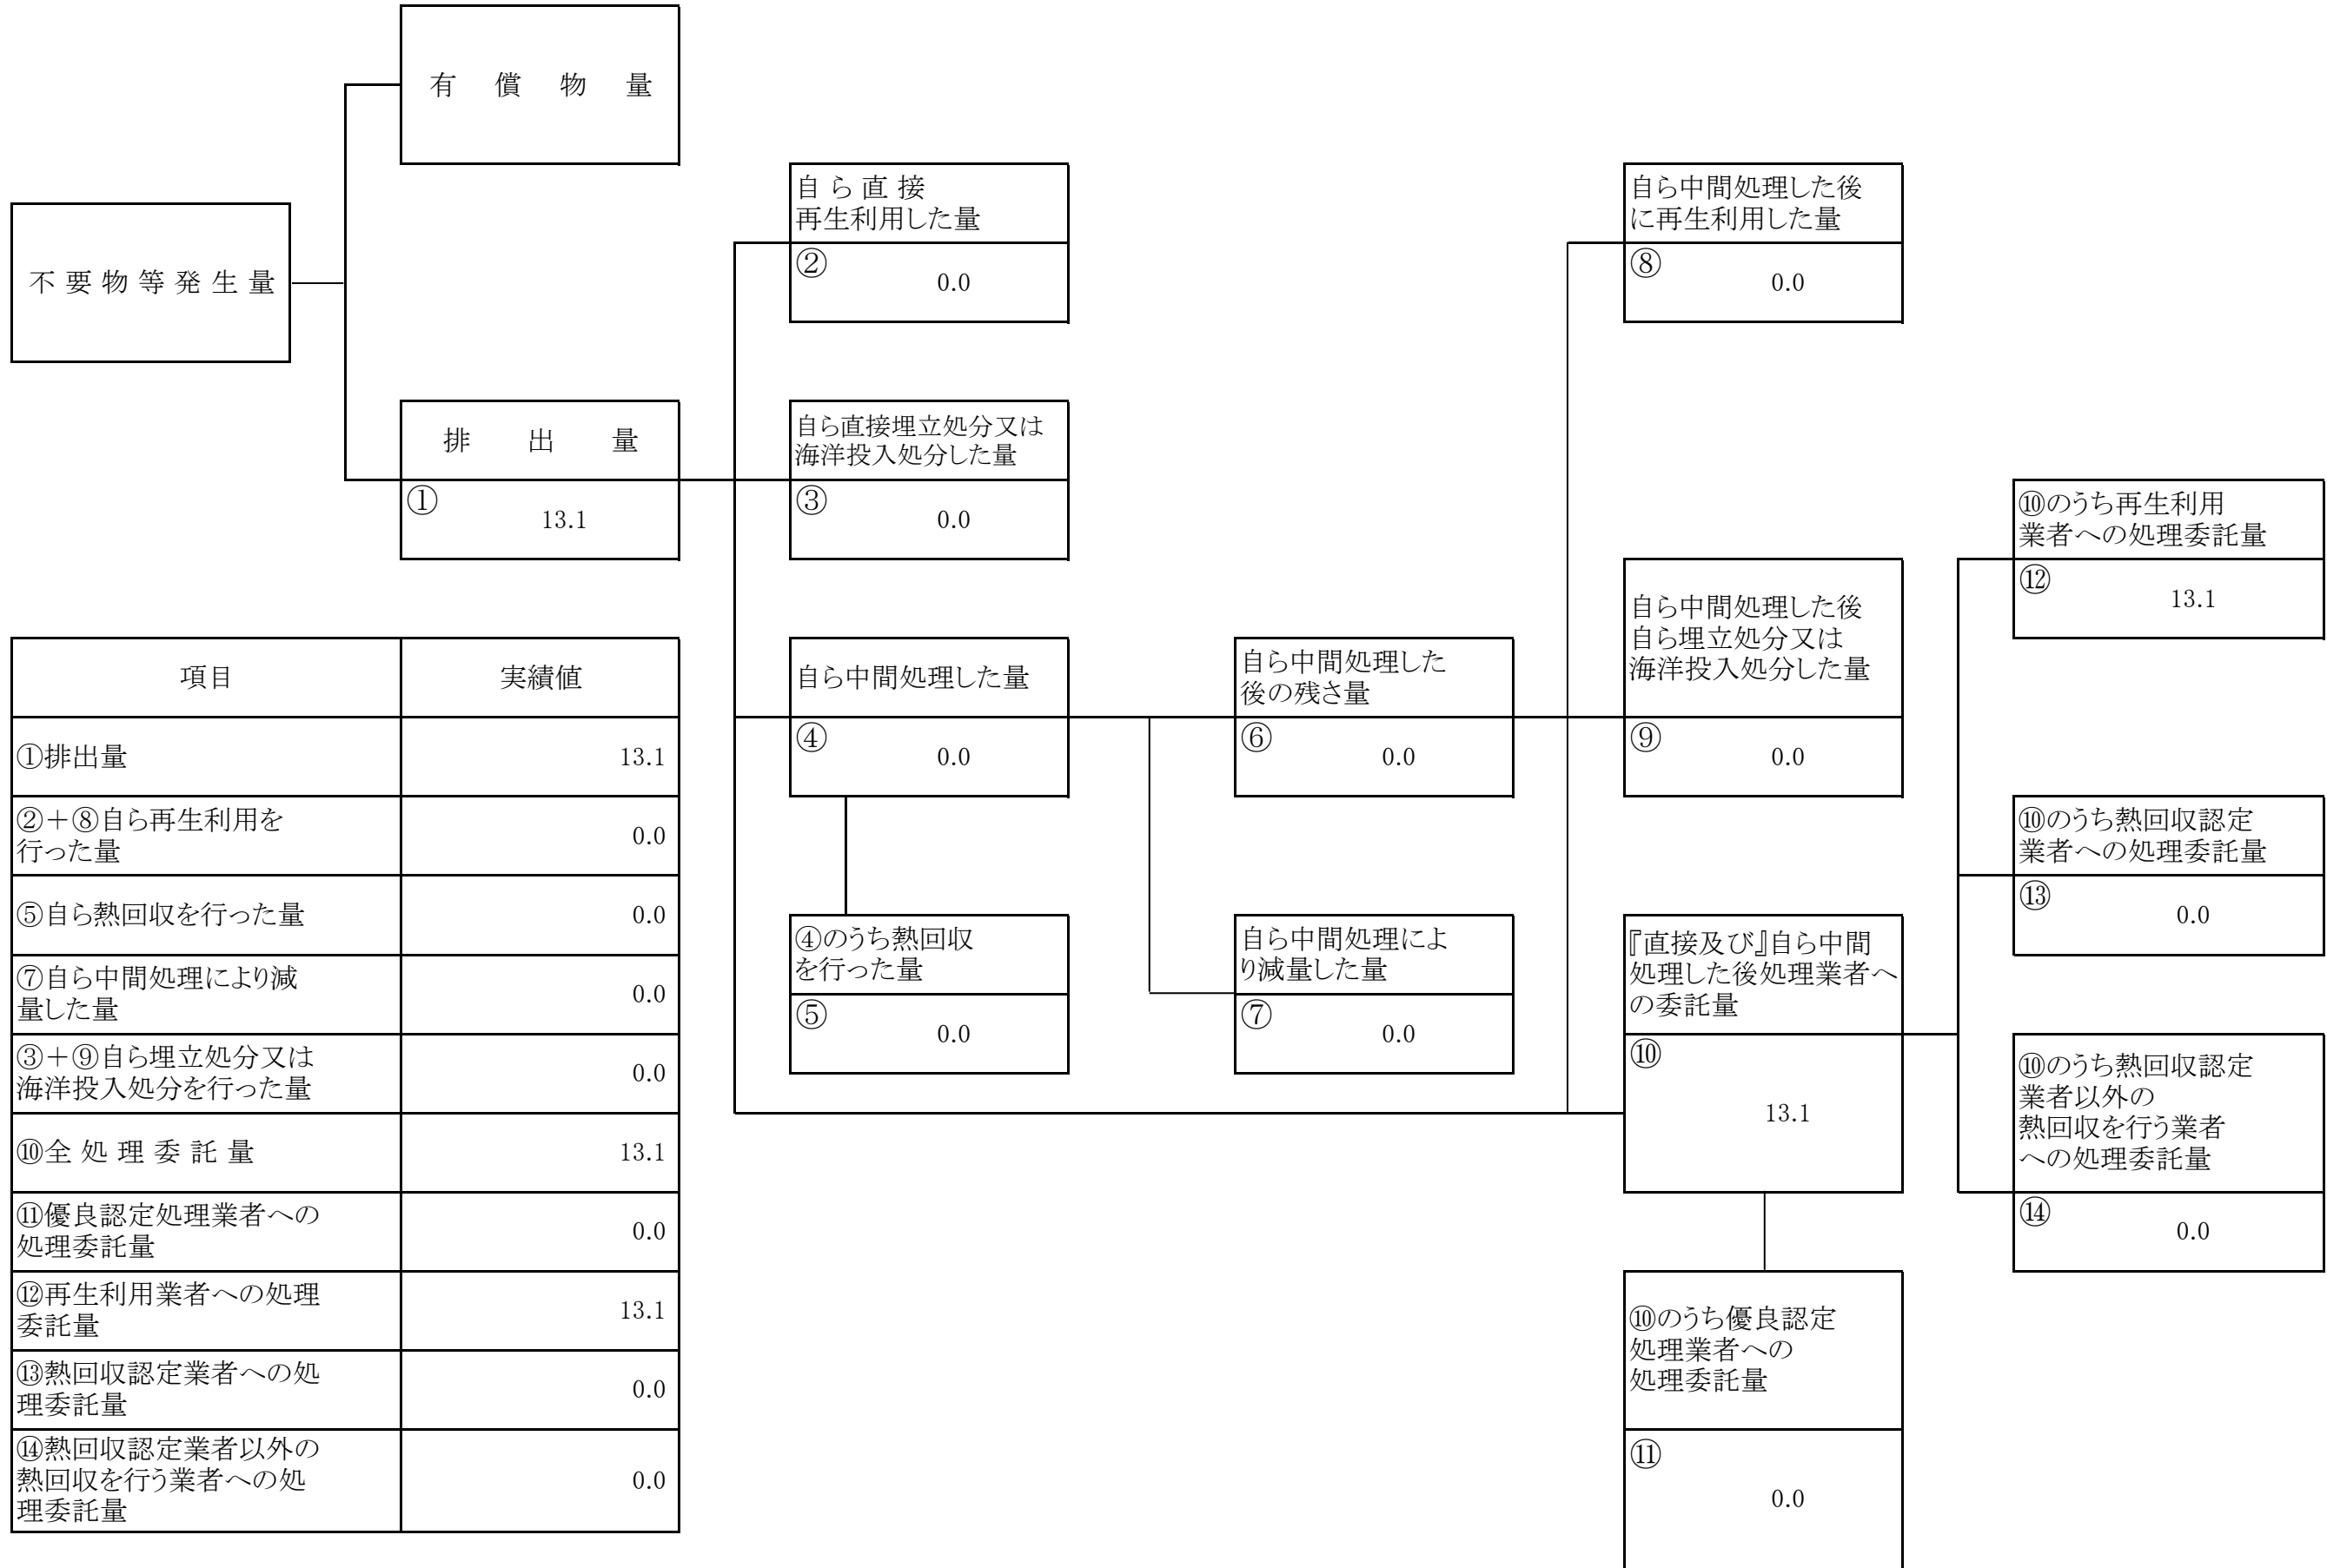 有 償 物 量
不 要 物 等 発 生 量
排 出 量
①
13.1
自 ら 直 接
再生利用した量
②
0.0
自ら直接埋立処分又は
海洋投入処分した量
③
0.0
自ら中間処理した量
④
0.0
④のうち熱回収
を行った量
⑤
0.0
自ら中間処理した
後の残さ量
⑥
0.0
自ら中間処理によ
り減量した量
⑦
0.0
自ら中間処理した後
に再生利用した量
⑧
0.0
自ら中間処理した後
自ら埋立処分又は
海洋投入処分した量
⑨
0.0
『直接及び』自ら中間
処理した後処理業者へ
の委託量
⑩
13.1
⑩のうち優良認定
処理業者への
処理委託量
⑪
0.0
⑩のうち再生利用
業者への処理委託量
⑫
13.1
⑩のうち熱回収認定
業者への処理委託量
⑬
0.0
⑩のうち熱回収認定
業者以外の
熱回収を行う業者
への処理委託量
⑭
0.0
項目 実績値
①排出量 13.1
②+⑧自ら再生利用を
行った量
0.0
⑤自ら熱回収を行った量 0.0
⑦自ら中間処理により減
量した量
0.0
③+⑨自ら埋立処分又は
海洋投入処分を行った量
0.0
⑩全 処 理 委 託 量 13.1
⑪優良認定処理業者への
処理委託量
0.0
⑫再生利用業者への処理
委託量
13.1
⑬熱回収認定業者への処
理委託量
0.0
⑭熱回収認定業者以外の
熱回収を行う業者への処
理委託量
0.0